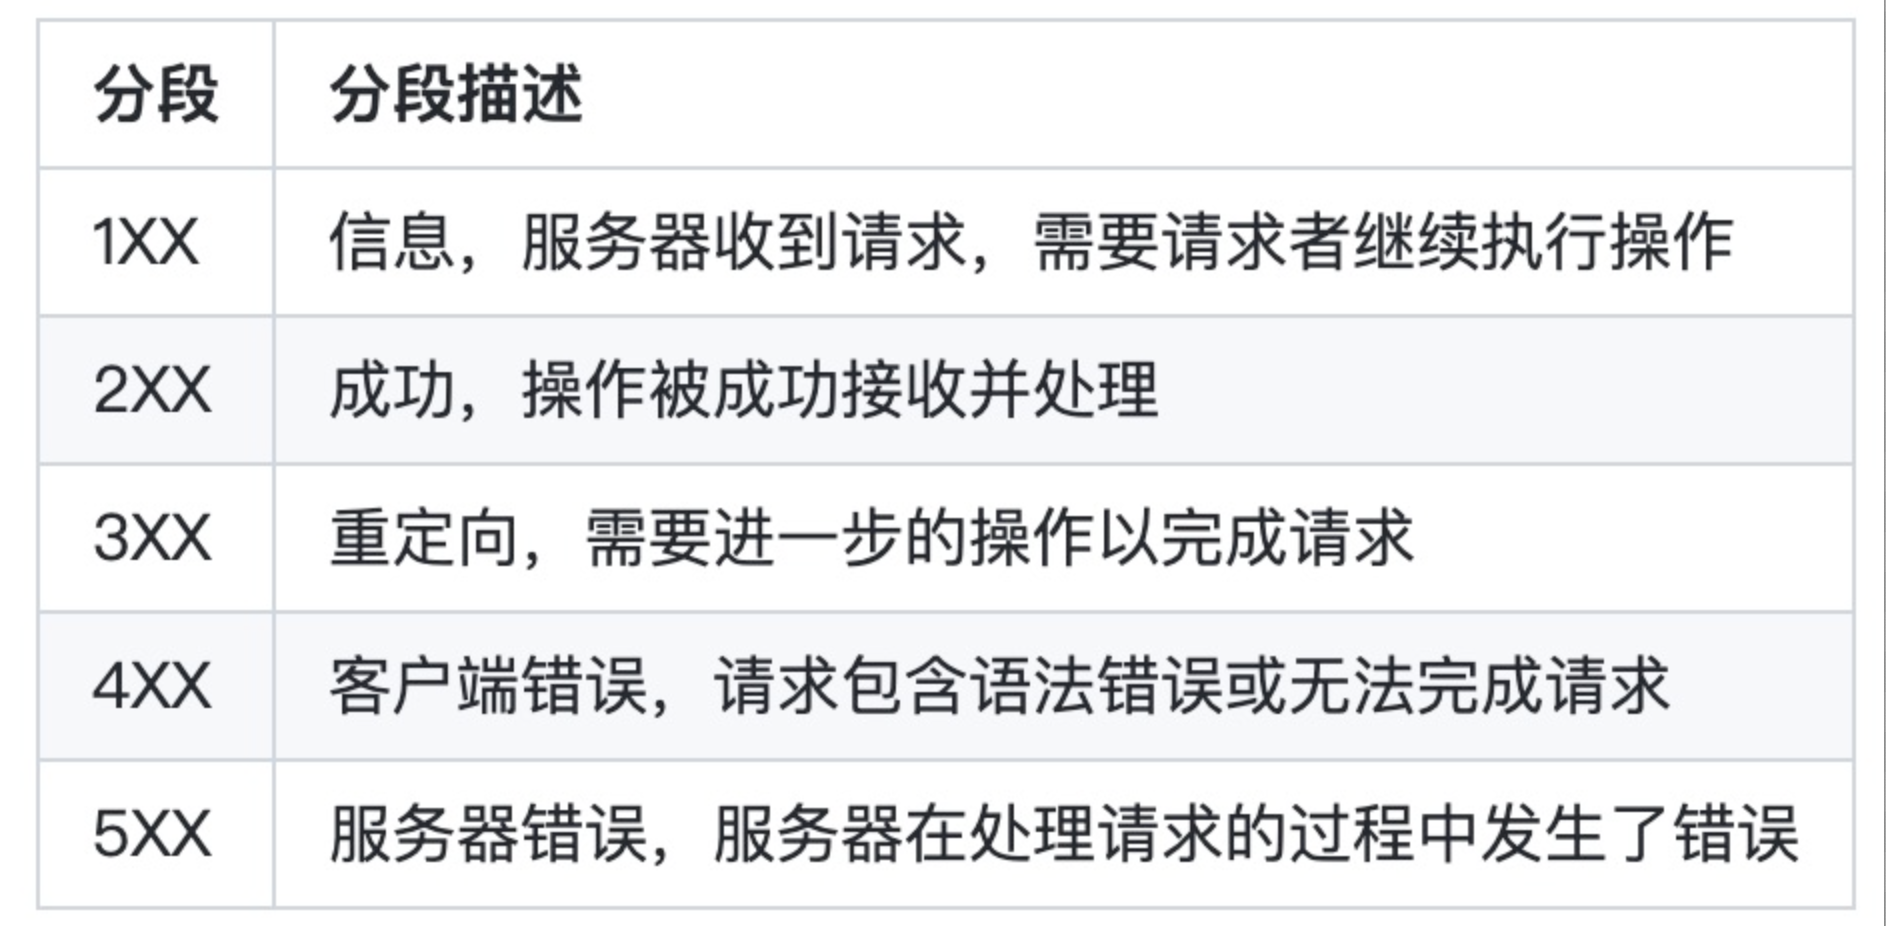 分段 分段描述
1XX 信息，服务器收到请求，需要请求者继续执行操作
2XX 成功，操作被成功接收并处理
3XX 重定向，需要进一步的操作以完成请求
4XX 客户端错误，请求包含语法错误或无法完成请求
5XX 服务器错误，服务器在处理请求的过程中发生了错误